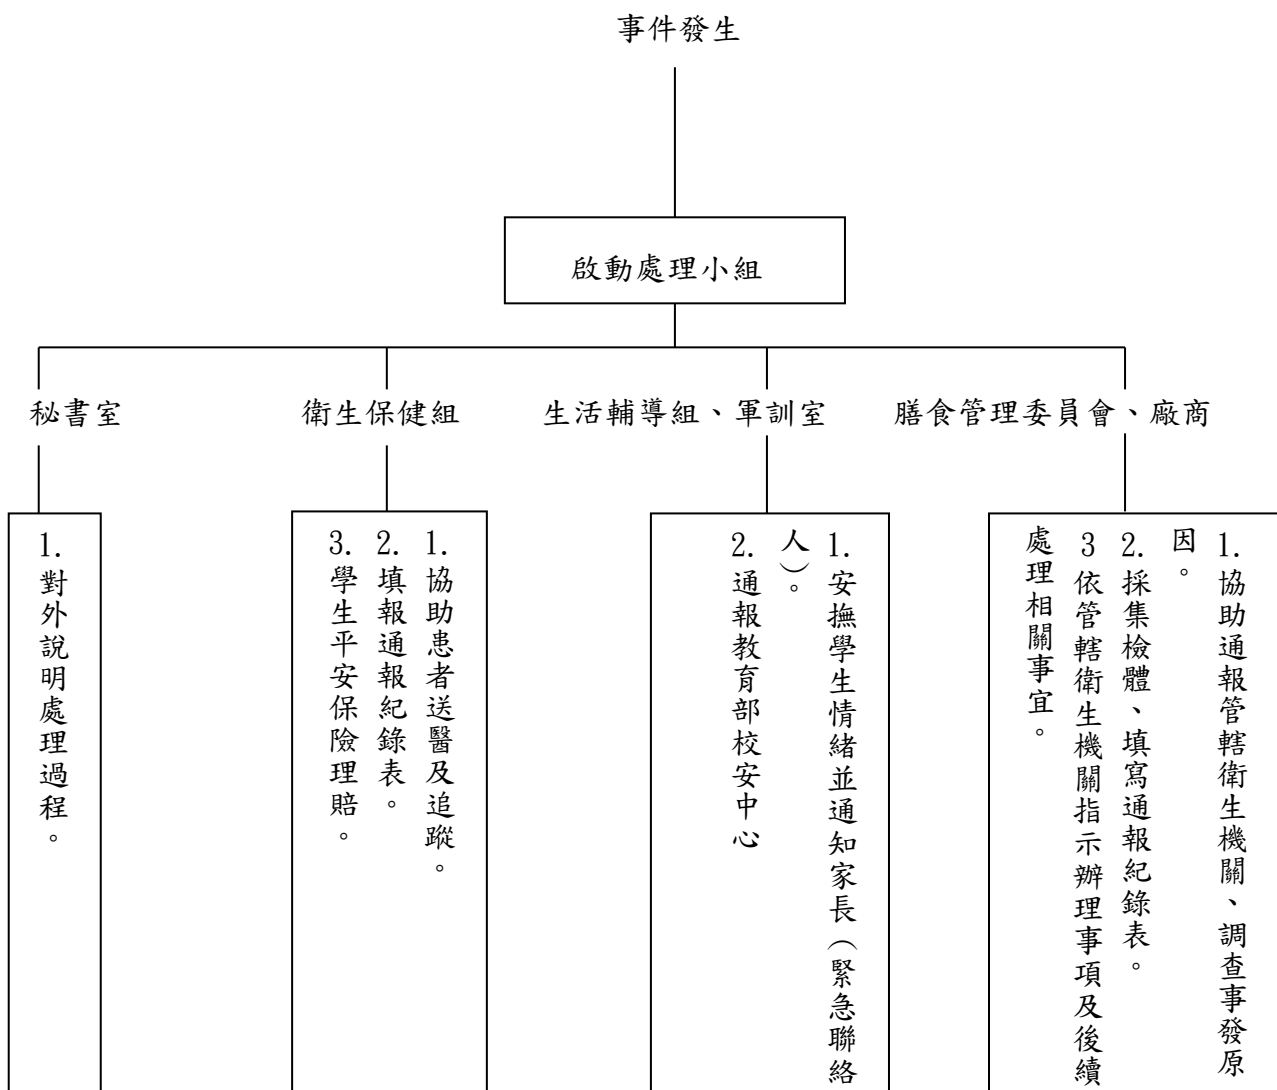 事件發生
啟動處理小組
秘書室
衛生保健組
生活輔導組、軍訓室
膳食管理委員會、廠商
1. 對外說明處理過程。
1. 協助患者送醫及追蹤。
2. 填報通報紀錄表。
3. 學生平安保險理賠。
1. 安撫學生情緒並通知家長（緊急聯絡
人）。
2. 通報教育部校安中心
1. 協助通報管轄衛生機關、調查事發原
因。
2. 採集檢體、填寫通報紀錄表。
3 依管轄衛生機關指示辦理事項及後續
處理相關事宜。